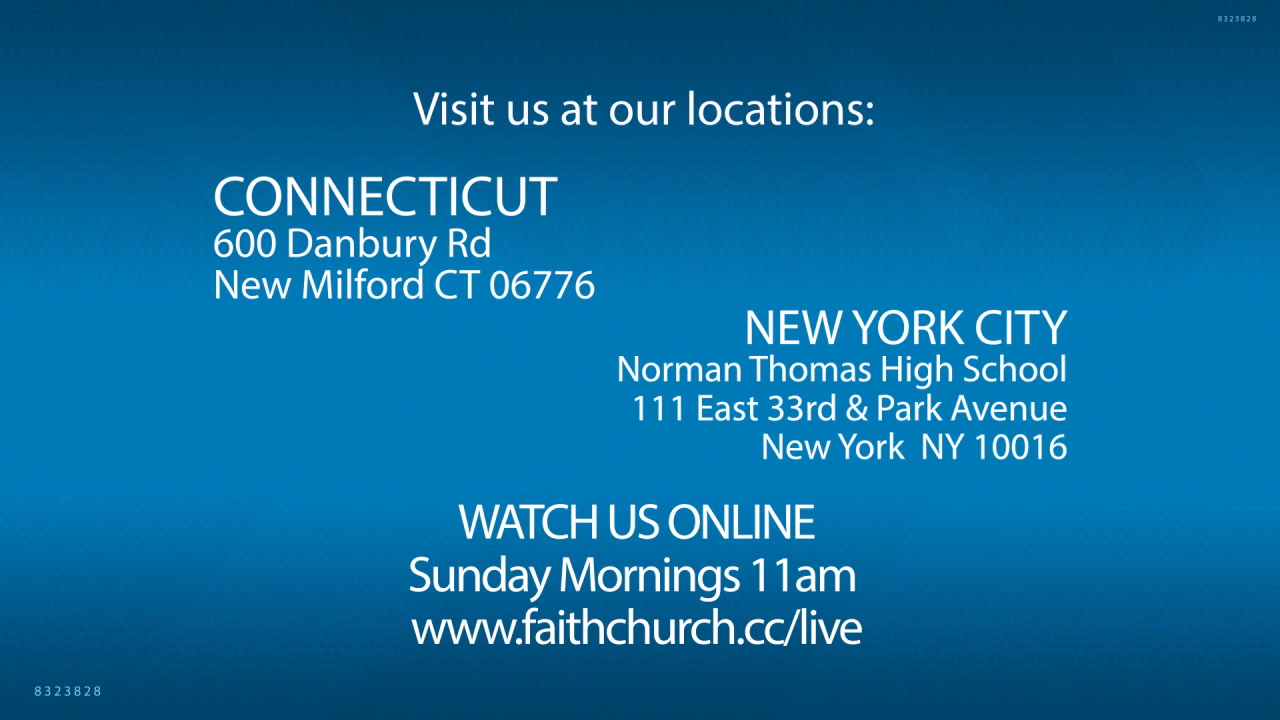 8323828
Visit us at our locations:
CONNECTICUT
600 Danbury Rd
New Milford CT 06776
NEW YORK CITY
Norman Thomas High School
111 East 33rd & Park Avenue
New York  NY 10016
WATCH US ONLINE
Sunday Mornings 11am
www.faithchurch.cc/live
8323828